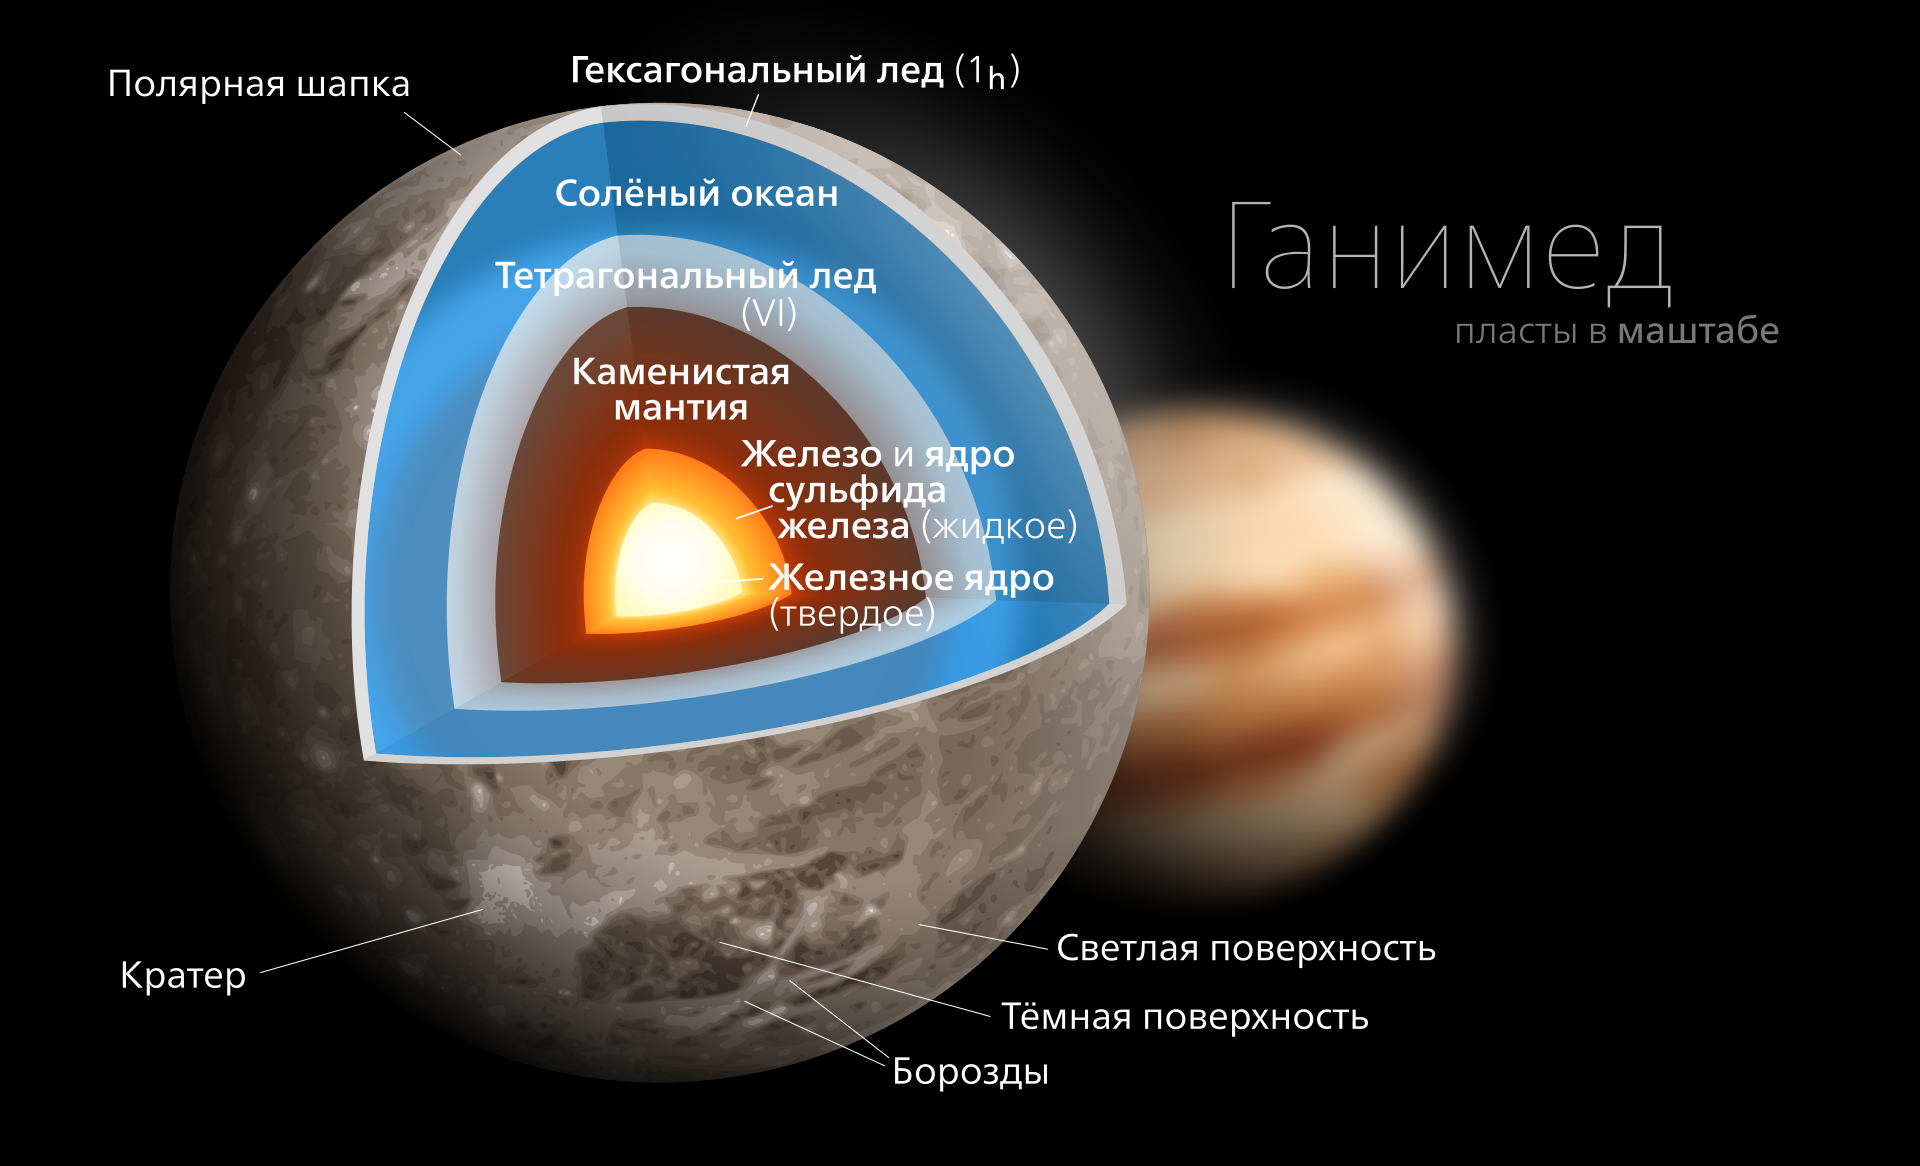 Полярная шапка
Гексагональный лед (1h)
Солёный океан
Тетрагональный лед
(VI)
Каменистая
мантия
Железо и ядро
сульфида
железа (жидкое)
Железное ядро
(твердое)
Ганимед
пласты в маштабе
Кратер
Светлая поверхность
Тёмная поверхность
Борозды